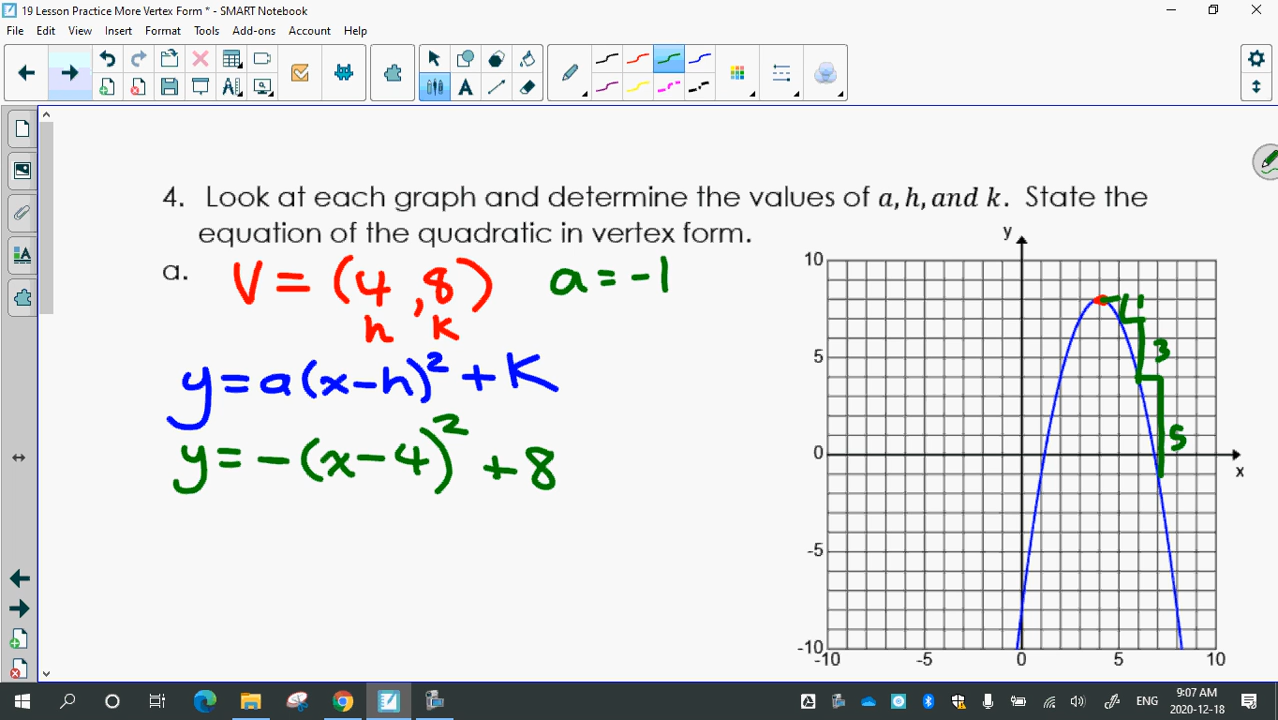 19 Lesson Practice More Vertex Form * - SMART Notebook
File Edit View Insert Format Tools Add-ons Account Help
4. Look at each graph and determine the values of a, h, and k. State the
equation of the quadratic in vertex form.
a. V = (4, 8) a = -1
h k
y = a(x-h)² + K
y = -(x-4)² + 8
y
10
5
0
-5
-10
-10 -5 0 5 10
x
1
1
3
5
ENG
9:07 AM
2020-12-18